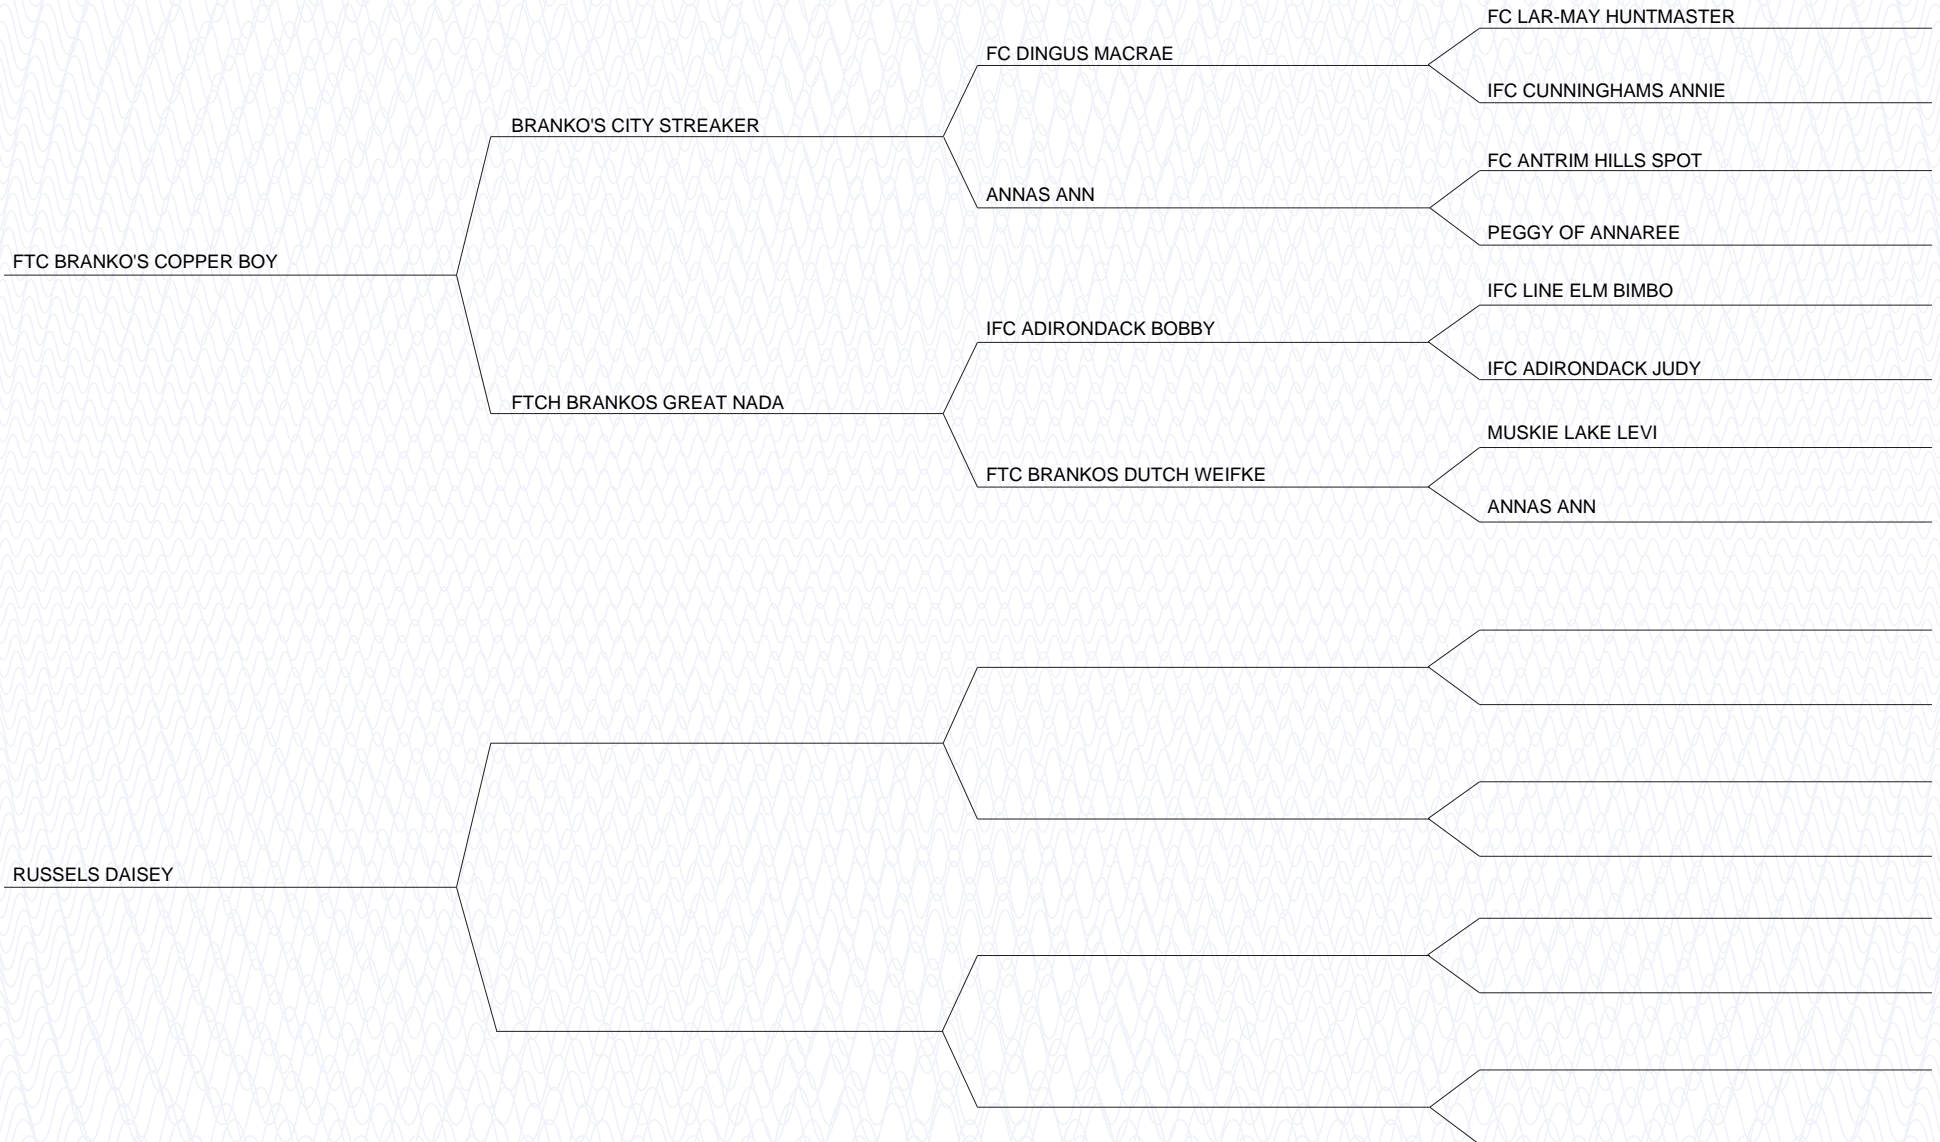 FC LAR-MAY HUNTMASTER
FC DINGUS MACRAE
IFC CUNNINGHAMS ANNIE
BRANKO'S CITY STREAKER
FC ANTRIM HILLS SPOT
ANNAS ANN
PEGGY OF ANNAREE
FTC BRANKO'S COPPER BOY
IFC LINE ELM BIMBO
IFC ADIRONDACK BOBBY
IFC ADIRONDACK JUDY
FTCH BRANKOS GREAT NADA
MUSKIE LAKE LEVI
FTC BRANKOS DUTCH WEIFKE
ANNAS ANN
RUSSELS DAISEY